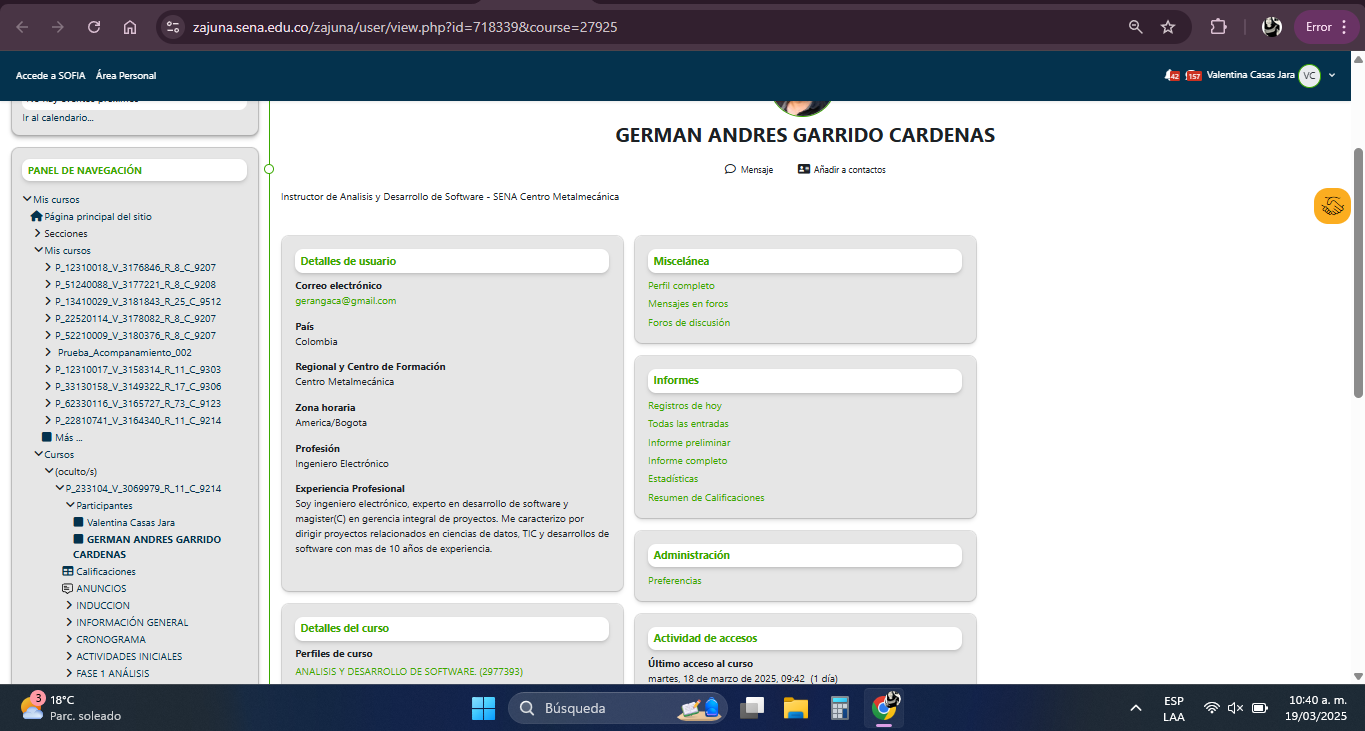 zajuna.sena.edu.co/zajuna/user/view.php?id=718339&course=27925
Error
Accede a SOFIA
Área Personal
42
157
Valentina Casas Jara
VC
Ir al calendario...
PANEL DE NAVEGACIÓN
Mis cursos
Página principal del sitio
Secciones
Mis cursos
P_12310018_V_3176846_R_8_C_9207
P_51240088_V_3177221_R_8_C_9208
P_13410029_V_3181843_R_25_C_9512
P_22520114_V_3178082_R_8_C_9207
P_52210009_V_3180376_R_8_C_9207
Prueba_Acompanamiento_002
P_12310017_V_3158314_R_11_C_9303
P_33130158_V_3149322_R_17_C_9306
P_62330116_V_3165727_R_73_C_9123
P_22810741_V_3164340_R_11_C_9214
Más ...
Cursos
(oculto/s)
P_233104_V_3069979_R_11_C_9214
Participantes
Valentina Casas Jara
GERMAN ANDRES GARRIDO
CARDENAS
Calificaciones
ANUNCIOS
INDUCCION
INFORMACIÓN GENERAL
CRONOGRAMA
ACTIVIDADES INICIALES
FASE 1 ANÁLISIS
GERMAN ANDRES GARRIDO CARDENAS
Mensaje
Añadir a contactos
Instructor de Analisis y Desarrollo de Software - SENA Centro Metalmecánica
Detalles de usuario
Correo electrónico
gerangaca@gmail.com
País
Colombia
Regional y Centro de Formación
Centro Metalmecánica
Zona horaria
America/Bogota
Profesión
Ingeniero Electrónico
Experiencia Profesional
Soy ingeniero electrónico, experto en desarrollo de software y
magister(C) en gerencia integral de proyectos. Me caracterizo por
dirigir proyectos relacionados en ciencias de datos, TIC y desarrollos de
software con mas de 10 años de experiencia.
Detalles del curso
Perfiles de curso
ANALISIS Y DESARROLLO DE SOFTWARE. (2977393)
Miscelánea
Perfil completo
Mensajes en foros
Foros de discusión
Informes
Registros de hoy
Todas las entradas
Informe preliminar
Informe completo
Estadísticas
Resumen de Calificaciones
Administración
Preferencias
Actividad de accesos
Último acceso al curso
martes, 18 de marzo de 2025, 09:42 (1 día)
3
18°C
Parc. soleado
Búsqueda
ESP
LAA
10:40 a. m.
19/03/2025